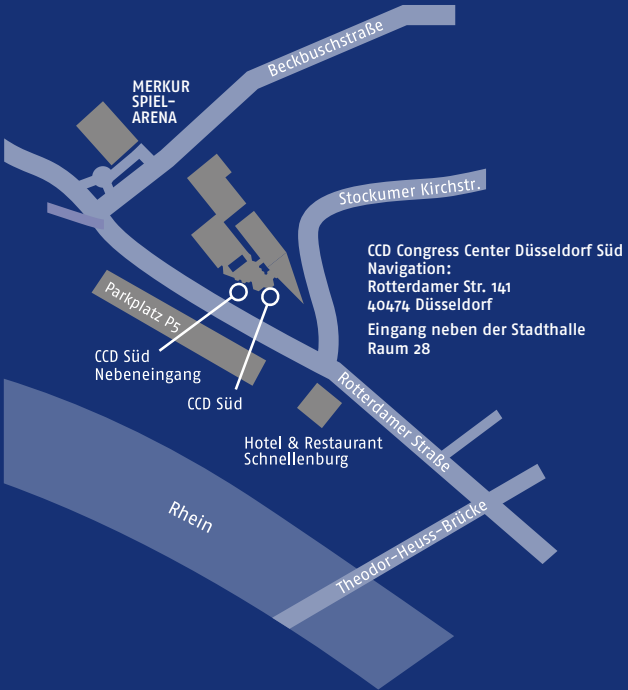 Beckbuschstraße
MERKUR
SPIEL-
ARENA
Stockumer Kirchstr.
CCD Congress Center Düsseldorf Süd
Navigation:
Rotterdamer Str. 141
40474 Düsseldorf
Eingang neben der Stadthalle
Raum 28
Parkplatz P5
CCD Süd
Nebeneingang
CCD Süd
Rotterdamer Straße
Hotel & Restaurant
Schnellenburg
Rhein
Theodor-Heuss-Brücke